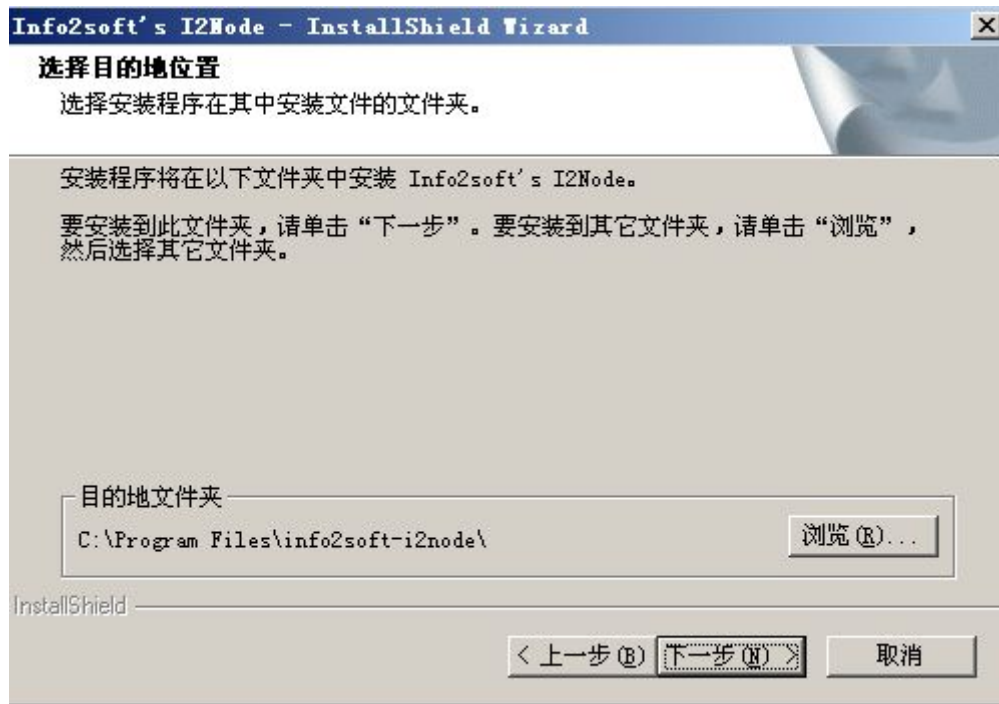 Info2soft's I2Node - InstallShield Wizard
选择目的地位置
选择安装程序在其中安装文件的文件夹。
安装程序将在以下文件夹中安装 Info2soft's I2Node。
要安装到此文件夹，请单击“下一步”。要安装到其它文件夹，请单击“浏览”，
然后选择其它文件夹。
目的地文件夹
C:\Program Files\info2soft-i2node\
浏览(R)...
InstallShield
< 上一步(B) 下一步(N) > 取消